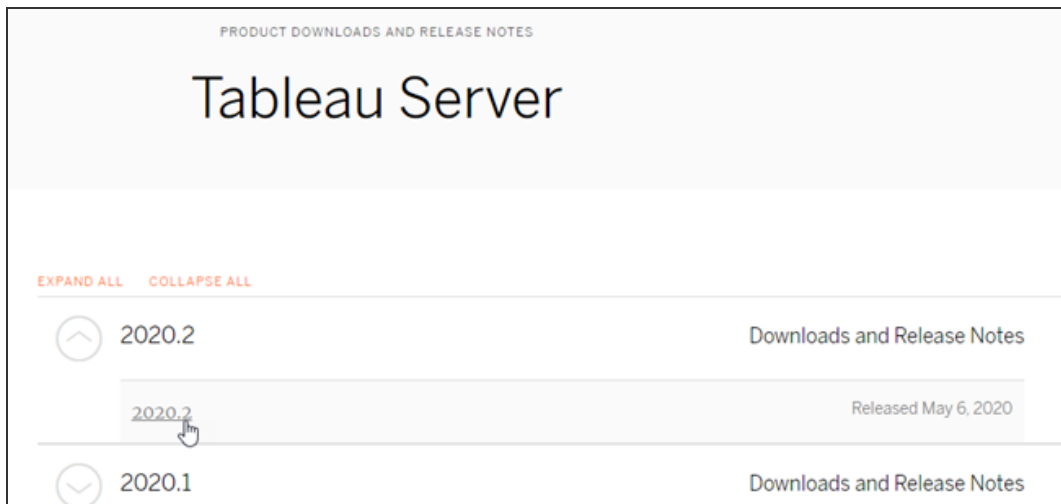 PRODUCT DOWNLOADS AND RELEASE NOTES
Tableau Server
EXPAND ALL COLLAPSE ALL
2020.2 Downloads and Release Notes
2020.2 Released May 6, 2020
2020.1 Downloads and Release Notes